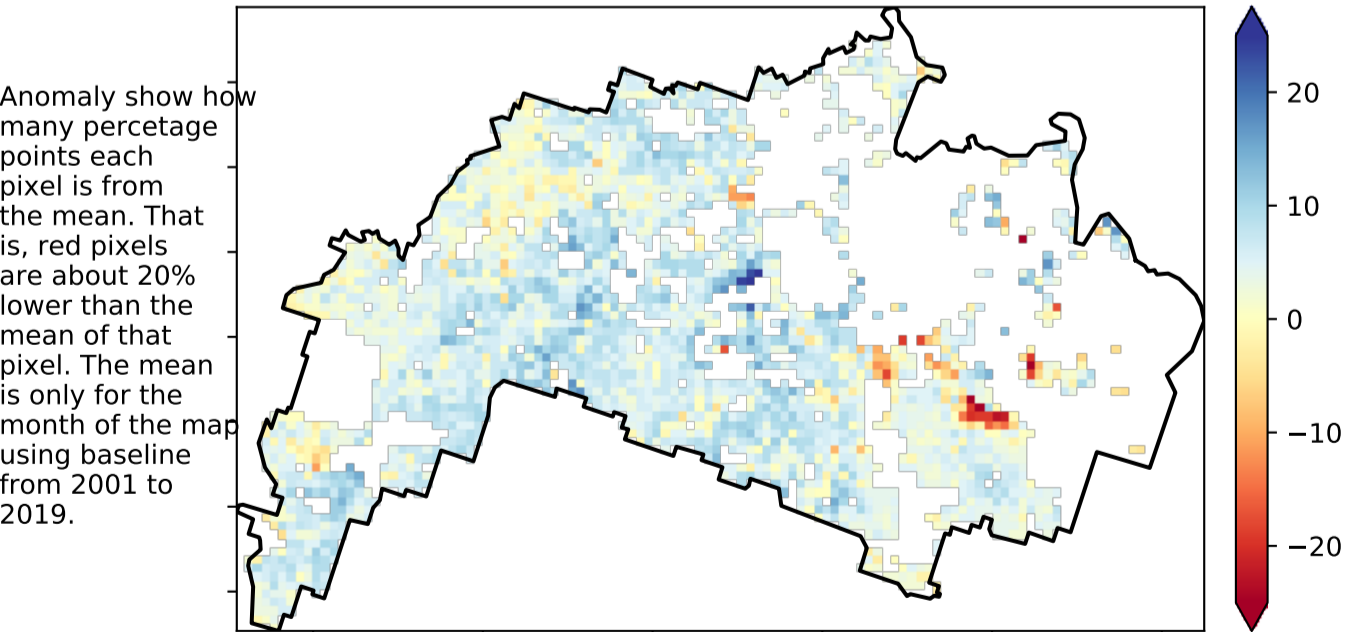 Anomaly show how
many percetage
points each
pixel is from
the mean. That
is, red pixels
are about 20%
lower than the
mean of that
pixel. The mean
is only for the
month of the map
using baseline
from 2001 to
2019.
20
10
0
−10
−20